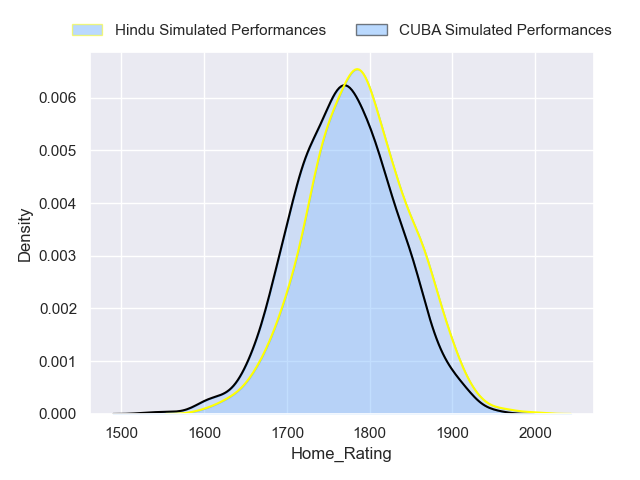 Hindu Simulated Performances CUBA Simulated Performances
0.006
0.005
0.004
0.003
0.002
0.001
0.000
Density
1500 1600 1700 1800 1900 2000
Home_Rating